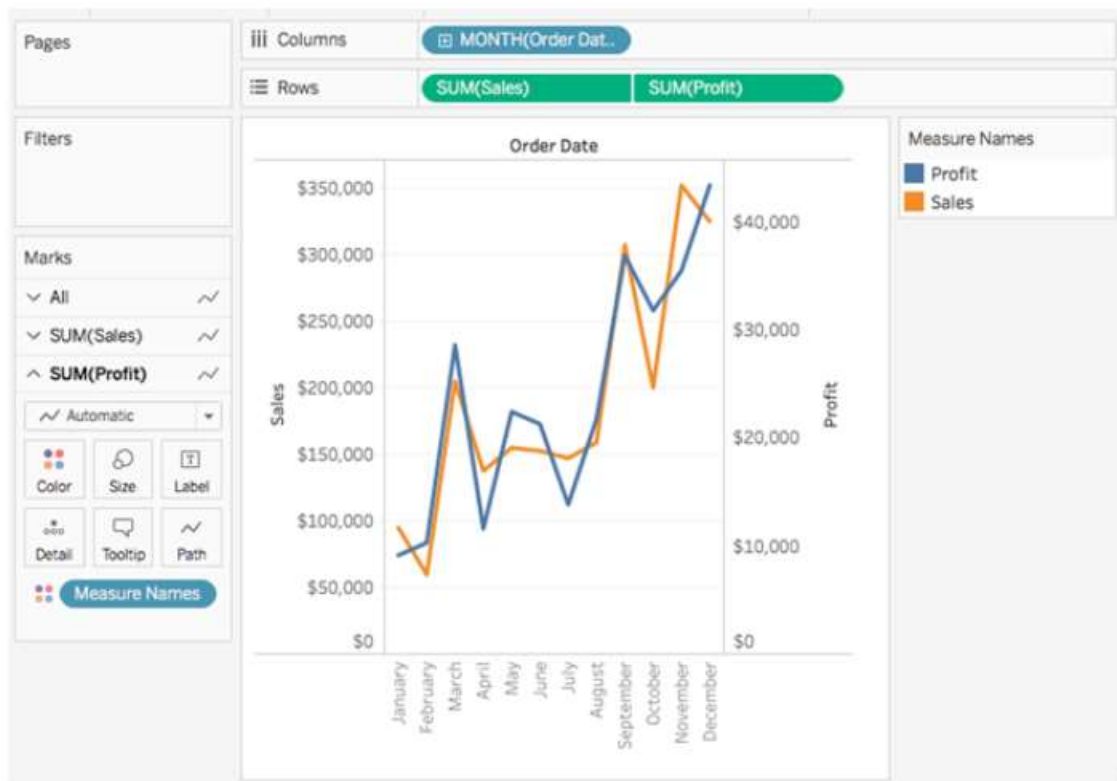 Pages
iii Columns
MONTH(Order Dat..
Rows
SUM(Sales)
SUM(Profit)
Filters
Marks
All
SUM(Sales)
SUM(Profit)
Automatic
Color
Size
Label
Detail
Tooltip
Path
Measure Names
Order Date
Sales
$350,000
$300,000
$250,000
$200,000
$150,000
$100,000
$50,000
$0
$40,000
$30,000
$20,000
$10,000
$0
Profit
January
February
March
April
May
June
July
August
September
October
November
December
Measure Names
Profit
Sales